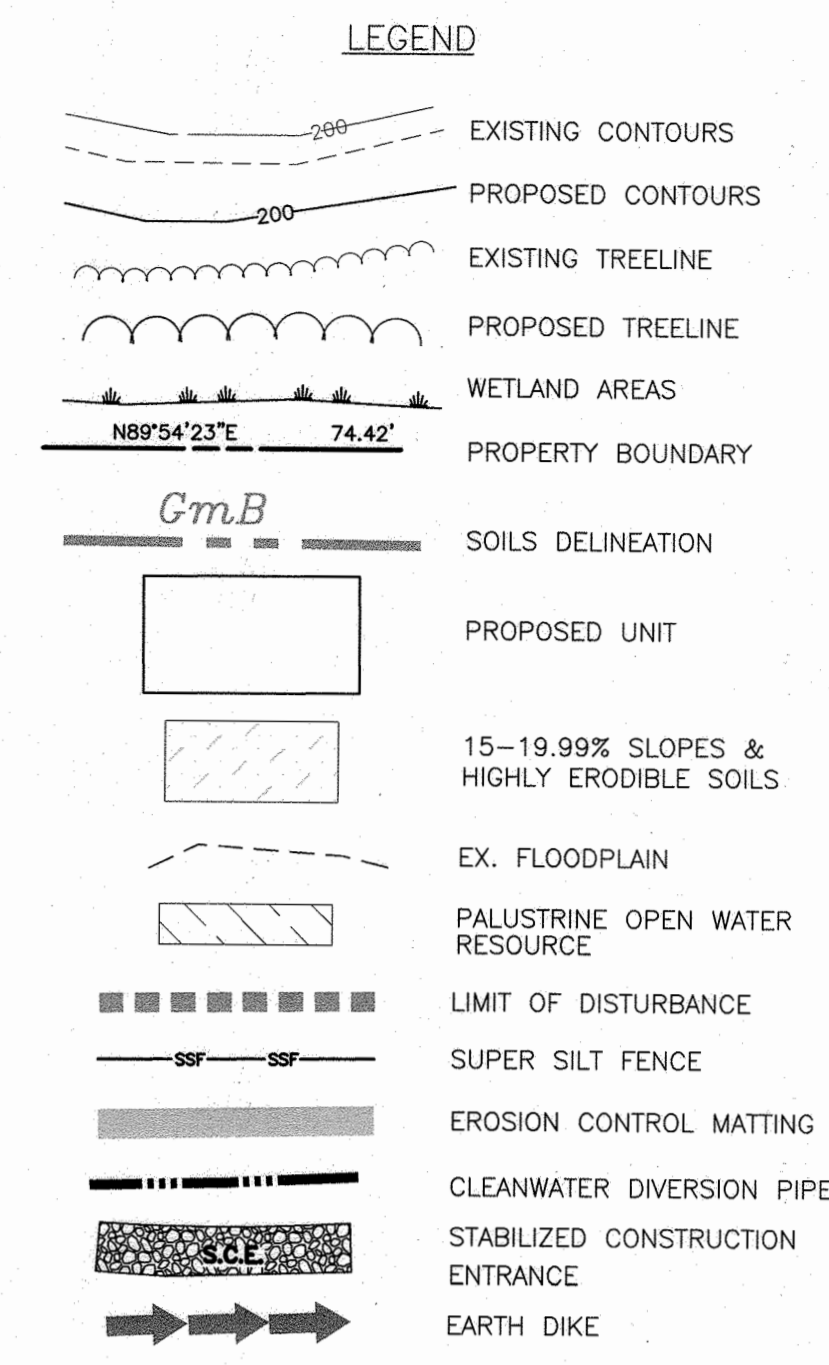 LEGEND
200 EXISTING CONTOURS
200 PROPOSED CONTOURS
EXISTING TREELINE
PROPOSED TREELINE
WETLAND AREAS
N89°54'23"E 74.42'
PROPERTY BOUNDARY
GmB
SOILS DELINEATION
PROPOSED UNIT
15-19.99% SLOPES &
HIGHLY ERODIBLE SOILS
EX. FLOODPLAIN
PALUSTRINE OPEN WATER
RESOURCE
LIMIT OF DISTURBANCE
SSF SSF SUPER SILT FENCE
EROSION CONTROL MATTING
CLEANWATER DIVERSION PIPE
S.C.E. STABILIZED CONSTRUCTION
ENTRANCE
EARTH DIKE